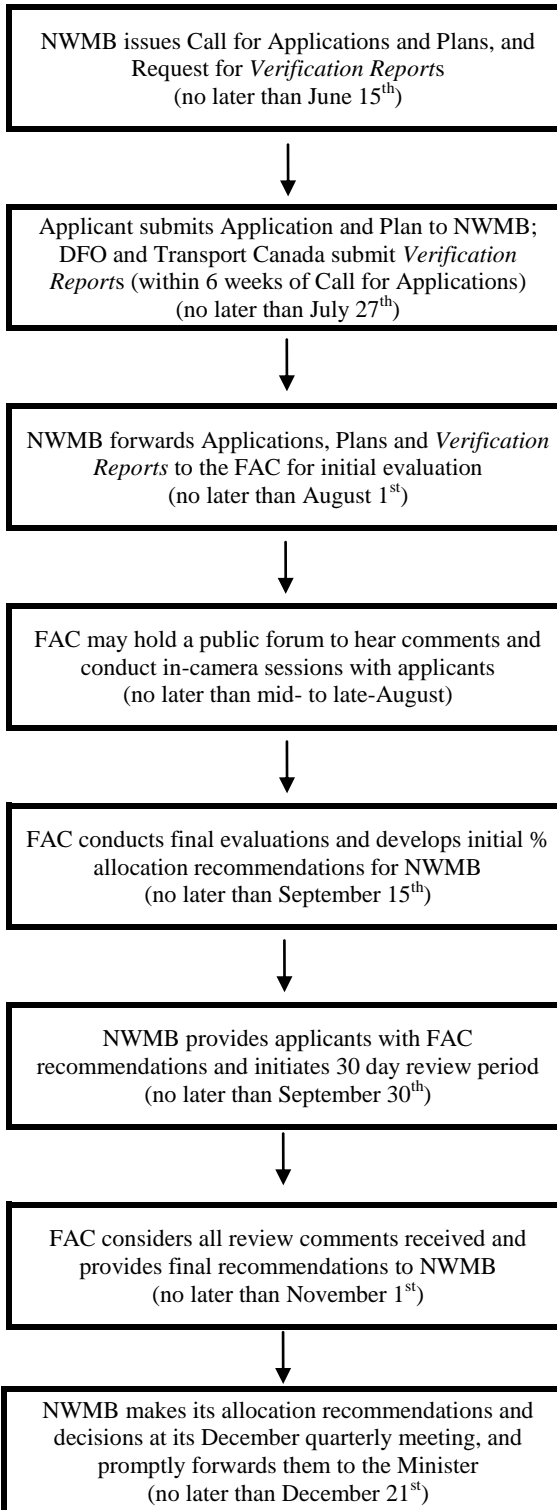 NWMB issues Call for Applications and Plans, and
Request for Verification Reports
(no later than June 15th)
Applicant submits Application and Plan to NWMB;
DFO and Transport Canada submit Verification
Reports (within 6 weeks of Call for Applications)
(no later than July 27th)
NWMB forwards Applications, Plans and Verification
Reports to the FAC for initial evaluation
(no later than August 1st)
FAC may hold a public forum to hear comments and
conduct in-camera sessions with applicants
(no later than mid- to late-August)
FAC conducts final evaluations and develops initial %
allocation recommendations for NWMB
(no later than September 15th)
NWMB provides applicants with FAC
recommendations and initiates 30 day review period
(no later than September 30th)
FAC considers all review comments received and
provides final recommendations to NWMB
(no later than November 1st)
NWMB makes its allocation recommendations and
decisions at its December quarterly meeting, and
promptly forwards them to the Minister
(no later than December 21st)